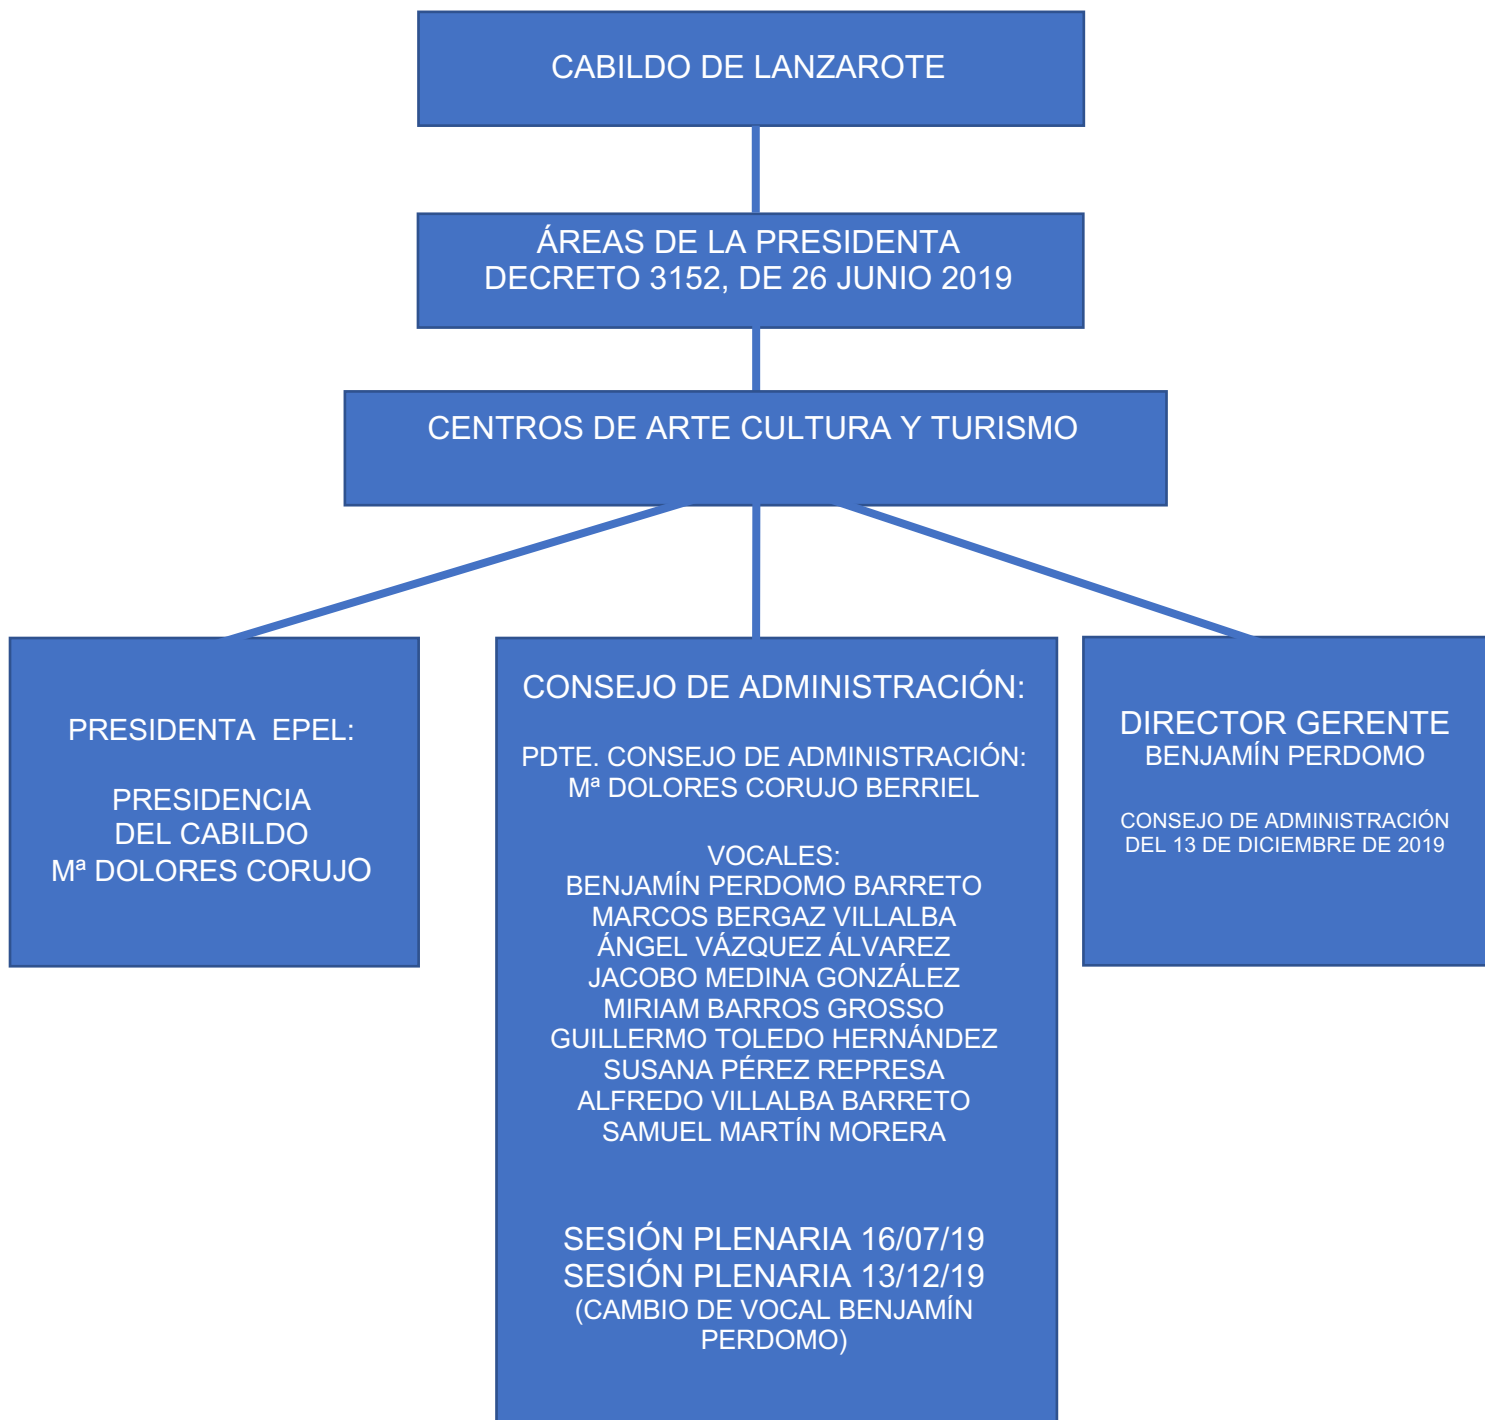 CABILDO DE LANZAROTE
ÁREAS DE LA PRESIDENTA
DECRETO 3152, DE 26 JUNIO 2019
CENTROS DE ARTE CULTURA Y TURISMO
PRESIDENTA EPEL:
PRESIDENCIA
DEL CABILDO
Mª DOLORES CORUJO
CONSEJO DE ADMINISTRACIÓN:
PDTE. CONSEJO DE ADMINISTRACIÓN:
Mª DOLORES CORUJO BERRIEL
VOCALES:
BENJAMÍN PERDOMO BARRETO
MARCOS BERGAZ VILLALBA
ÁNGEL VÁZQUEZ ÁLVAREZ
JACOBO MEDINA GONZÁLEZ
MIRIAM BARROS GROSSO
GUILLERMO TOLEDO HERNÁNDEZ
SUSANA PÉREZ REPRESA
ALFREDO VILLALBA BARRETO
SAMUEL MARTÍN MORERA
SESIÓN PLENARIA 16/07/19
SESIÓN PLENARIA 13/12/19
(CAMBIO DE VOCAL BENJAMÍN
PERDOMO)
DIRECTOR GERENTE
BENJAMÍN PERDOMO
CONSEJO DE ADMINISTRACIÓN
DEL 13 DE DICIEMBRE DE 2019